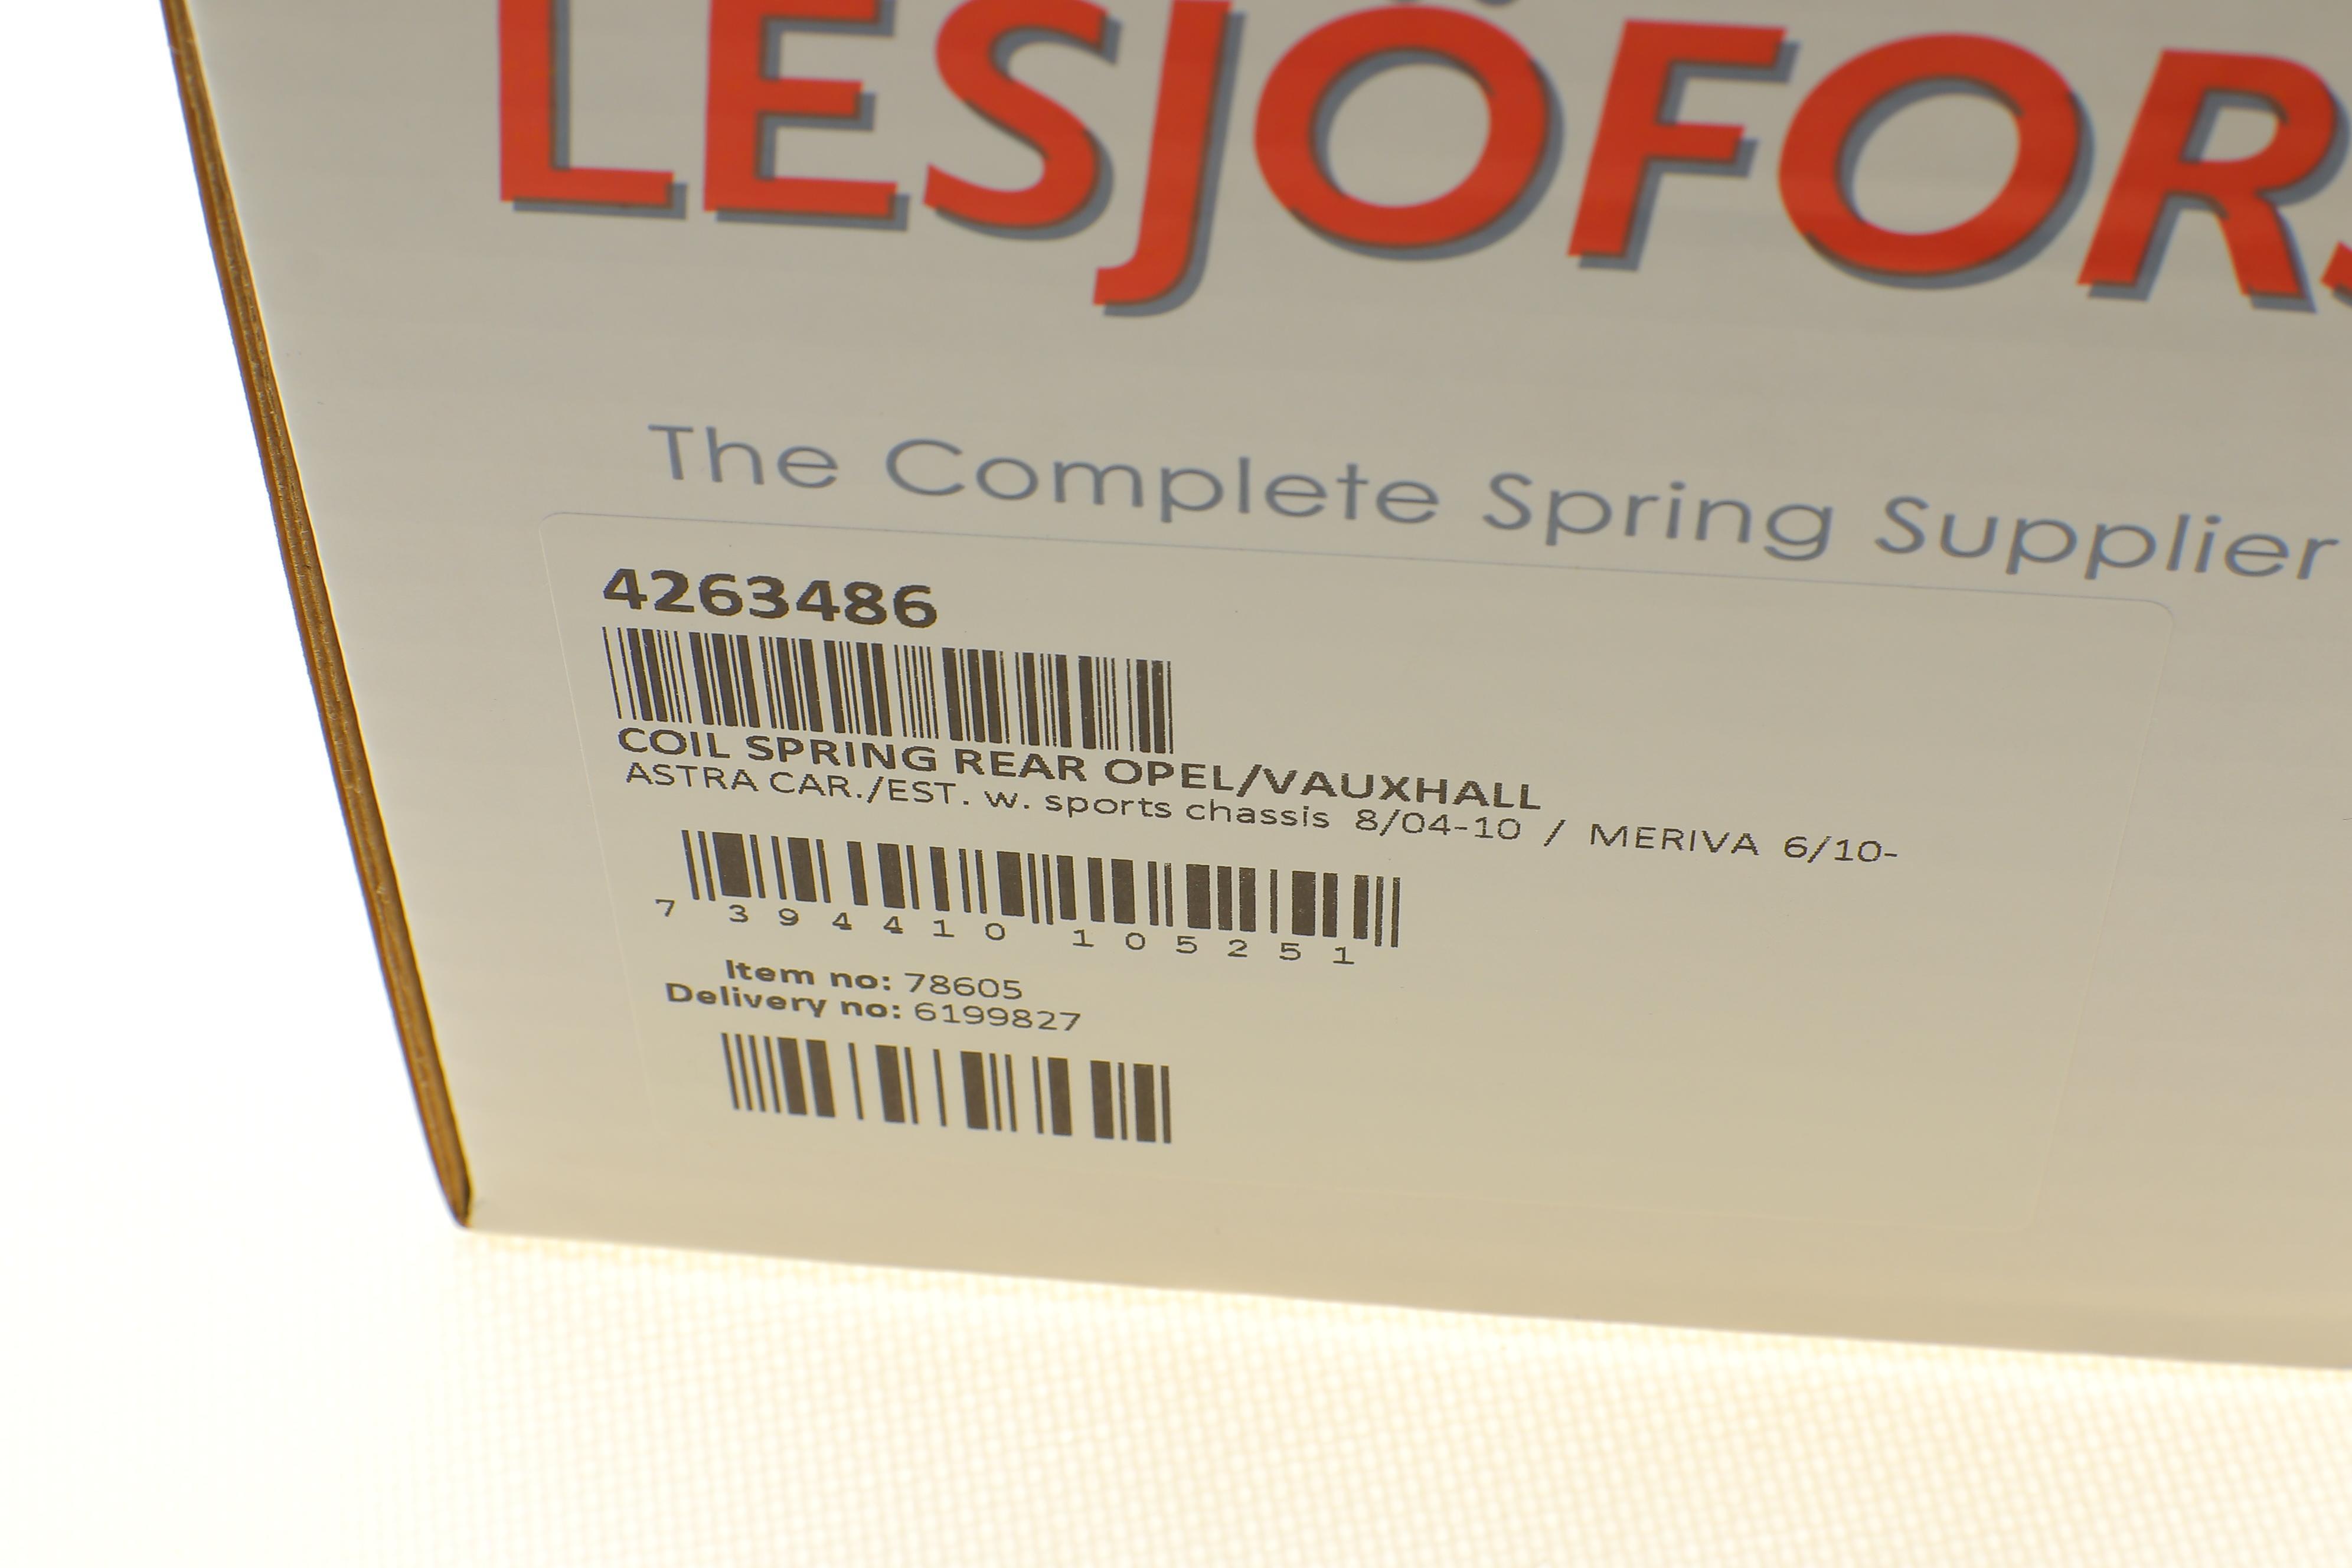 LESJÖFORS
The Complete Spring Supplier
4263486
COIL SPRING REAR OPEL/VAUXHALL
ASTRA CAR./EST. w. sports chassis 8/04-10 / MERIVA 6/10-
7 394410 105251
Item no: 78605
Delivery no: 6199827